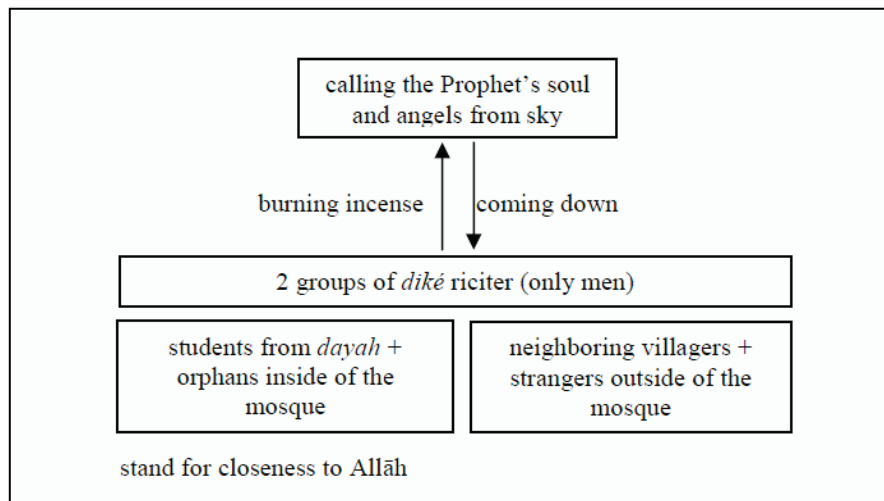 calling the Prophet’s soul
and angels from sky
burning incense
coming down
2 groups of diké riciter (only men)
students from dayah +
orphans inside of the
mosque
neighboring villagers +
strangers outside of the
mosque
stand for closeness to Allāh